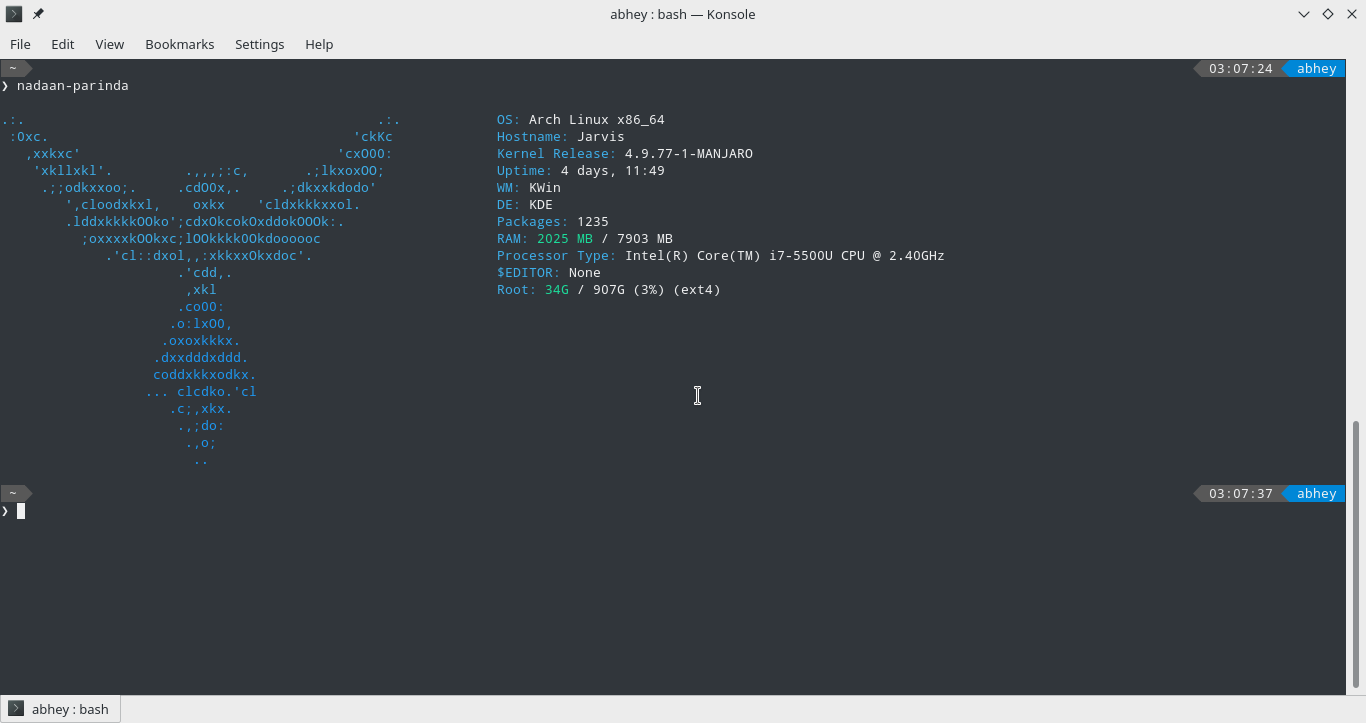 abhey : bash — Konsole
File Edit View Bookmarks Settings Help
~ 03:07:24 abhey
❯ nadaan-parinda
.:. .:. OS: Arch Linux x86_64
:Oxc. 'ckKc Hostname: Jarvis
,xxkxc' 'cxOOO: Kernel Release: 4.9.77-1-MANJARO
'xkllxkl'. .,,,;:c, .;lkxoxOO; Uptime: 4 days, 11:49
.;;odkxxoo;. .cdOOx,. .;dkxxkdodo' WM: KWin
',cloodxkxl, oxkx 'cldxkkkxxol. DE: KDE
.lddxkkkkOOko';cdxOkcokOxddokOOOk:. Packages: 1235
;oxxxxkOOkxc;lOOkkkkOOkdoooooc RAM: 2025 MB / 7903 MB
.'cl::dxol,,:xkkxxOkxdoc'. Processor Type: Intel(R) Core(TM) i7-5500U CPU @ 2.40GHz
.'cdd,. $EDITOR: None
,xkl Root: 34G / 907G (3%) (ext4)
.coOO:
.o:lxOO,
.oxoxkkkx.
.dxxdddxddd.
coddxkkxodkx.
... clcdko.'cl
.c;,xkx.
.,;do:
.,o;
..
~ 03:07:37 abhey
❯
abhey : bash